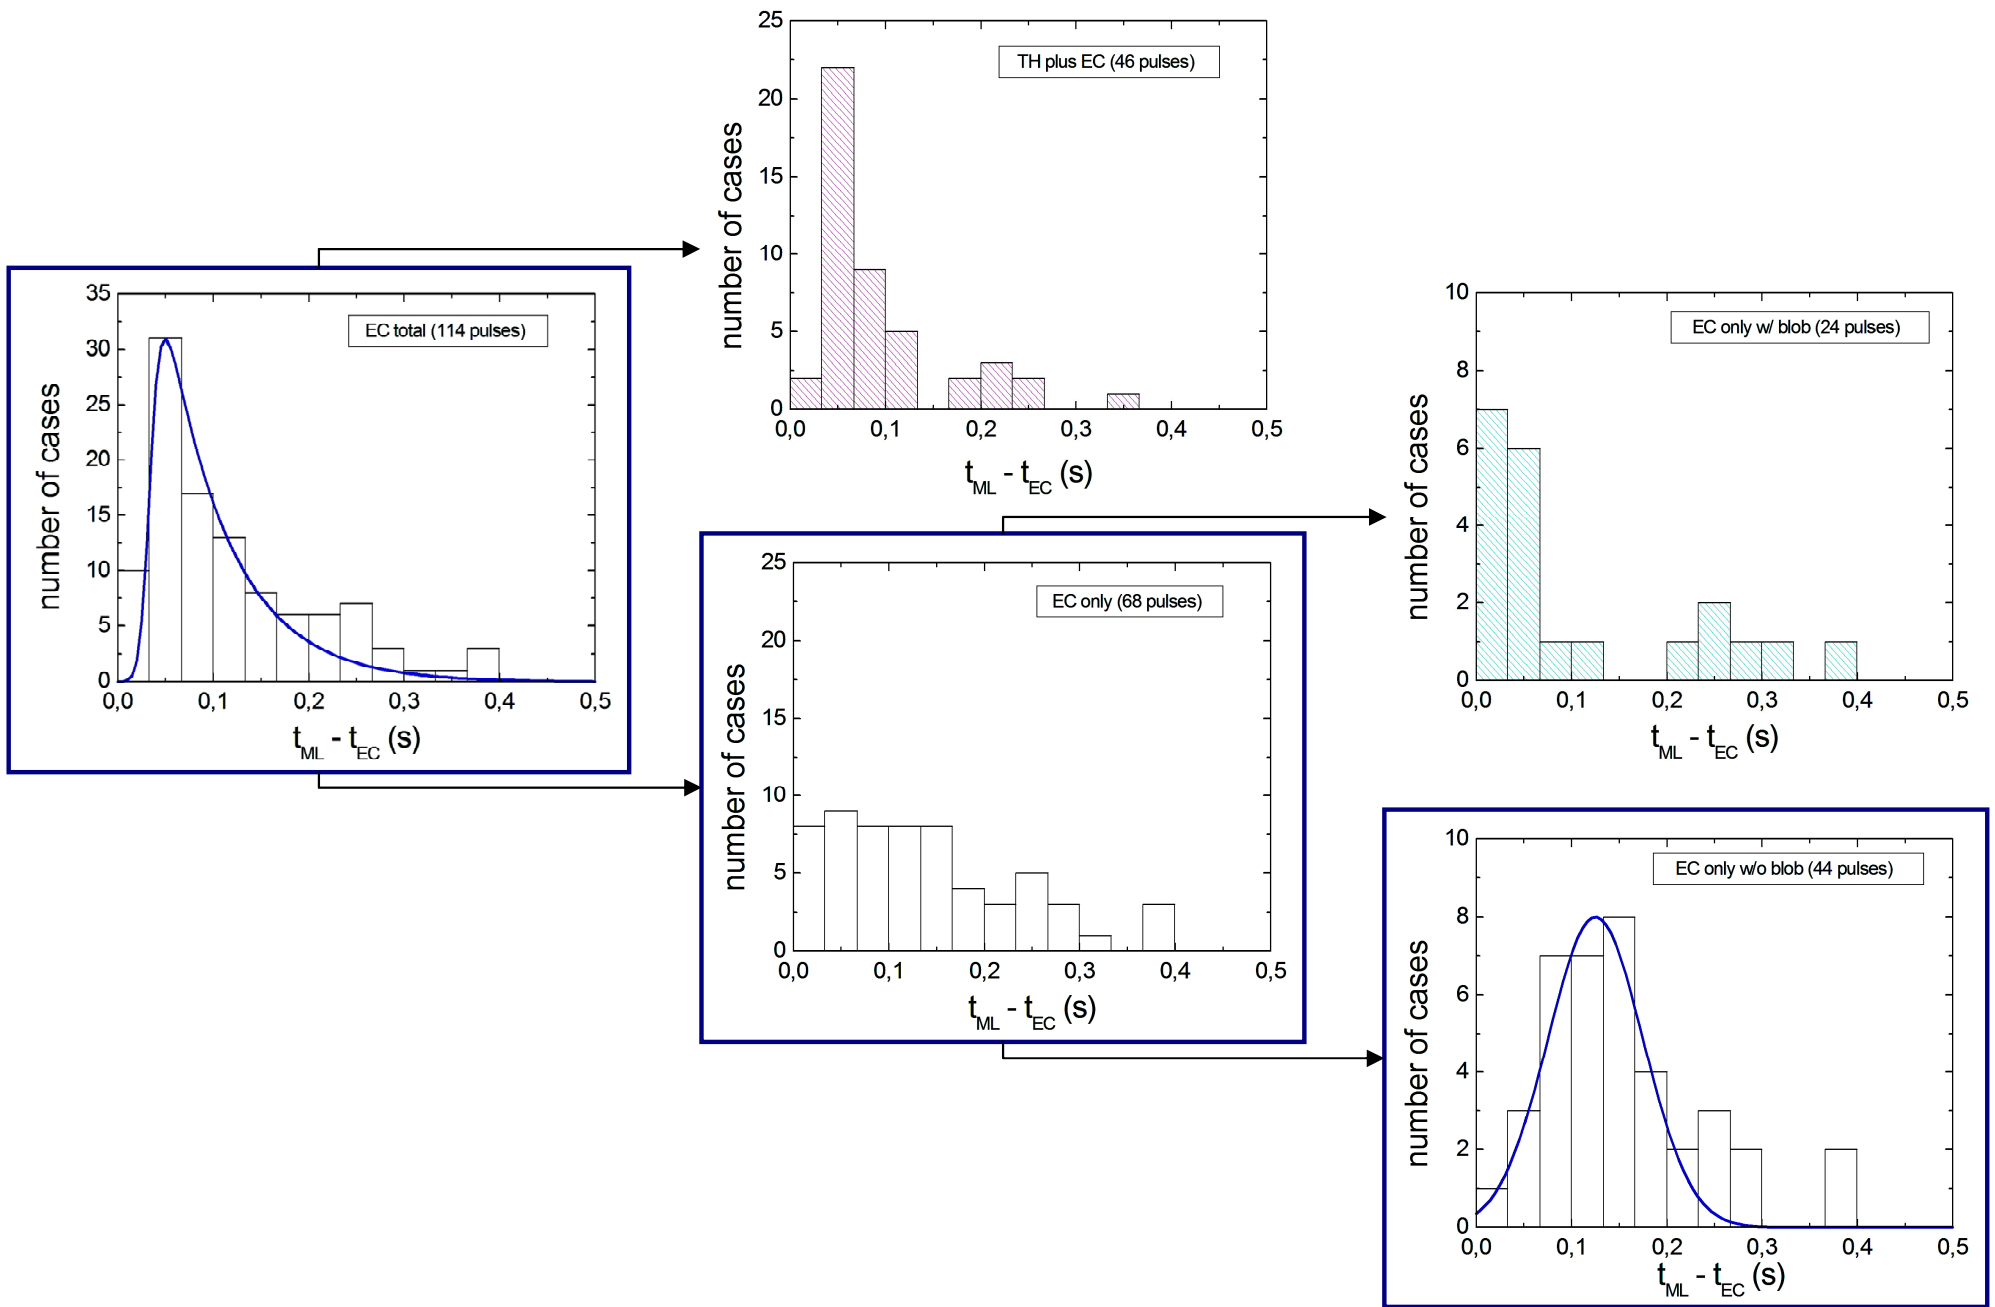 TH plus EC (46 pulses)
number of cases
25
20
15
10
5
0
0,0 0,1 0,2 0,3 0,4 0,5
tML - tEC (s)
EC total (114 pulses)
number of cases
35
30
25
20
15
10
5
0
0,0 0,1 0,2 0,3 0,4 0,5
tML - tEC (s)
EC only (68 pulses)
number of cases
25
20
15
10
5
0
0,0 0,1 0,2 0,3 0,4 0,5
tML - tEC (s)
EC only w/ blob (24 pulses)
number of cases
10
8
6
4
2
0
0,0 0,1 0,2 0,3 0,4 0,5
tML - tEC (s)
EC only w/o blob (44 pulses)
number of cases
10
8
6
4
2
0
0,0 0,1 0,2 0,3 0,4 0,5
tML - tEC (s)